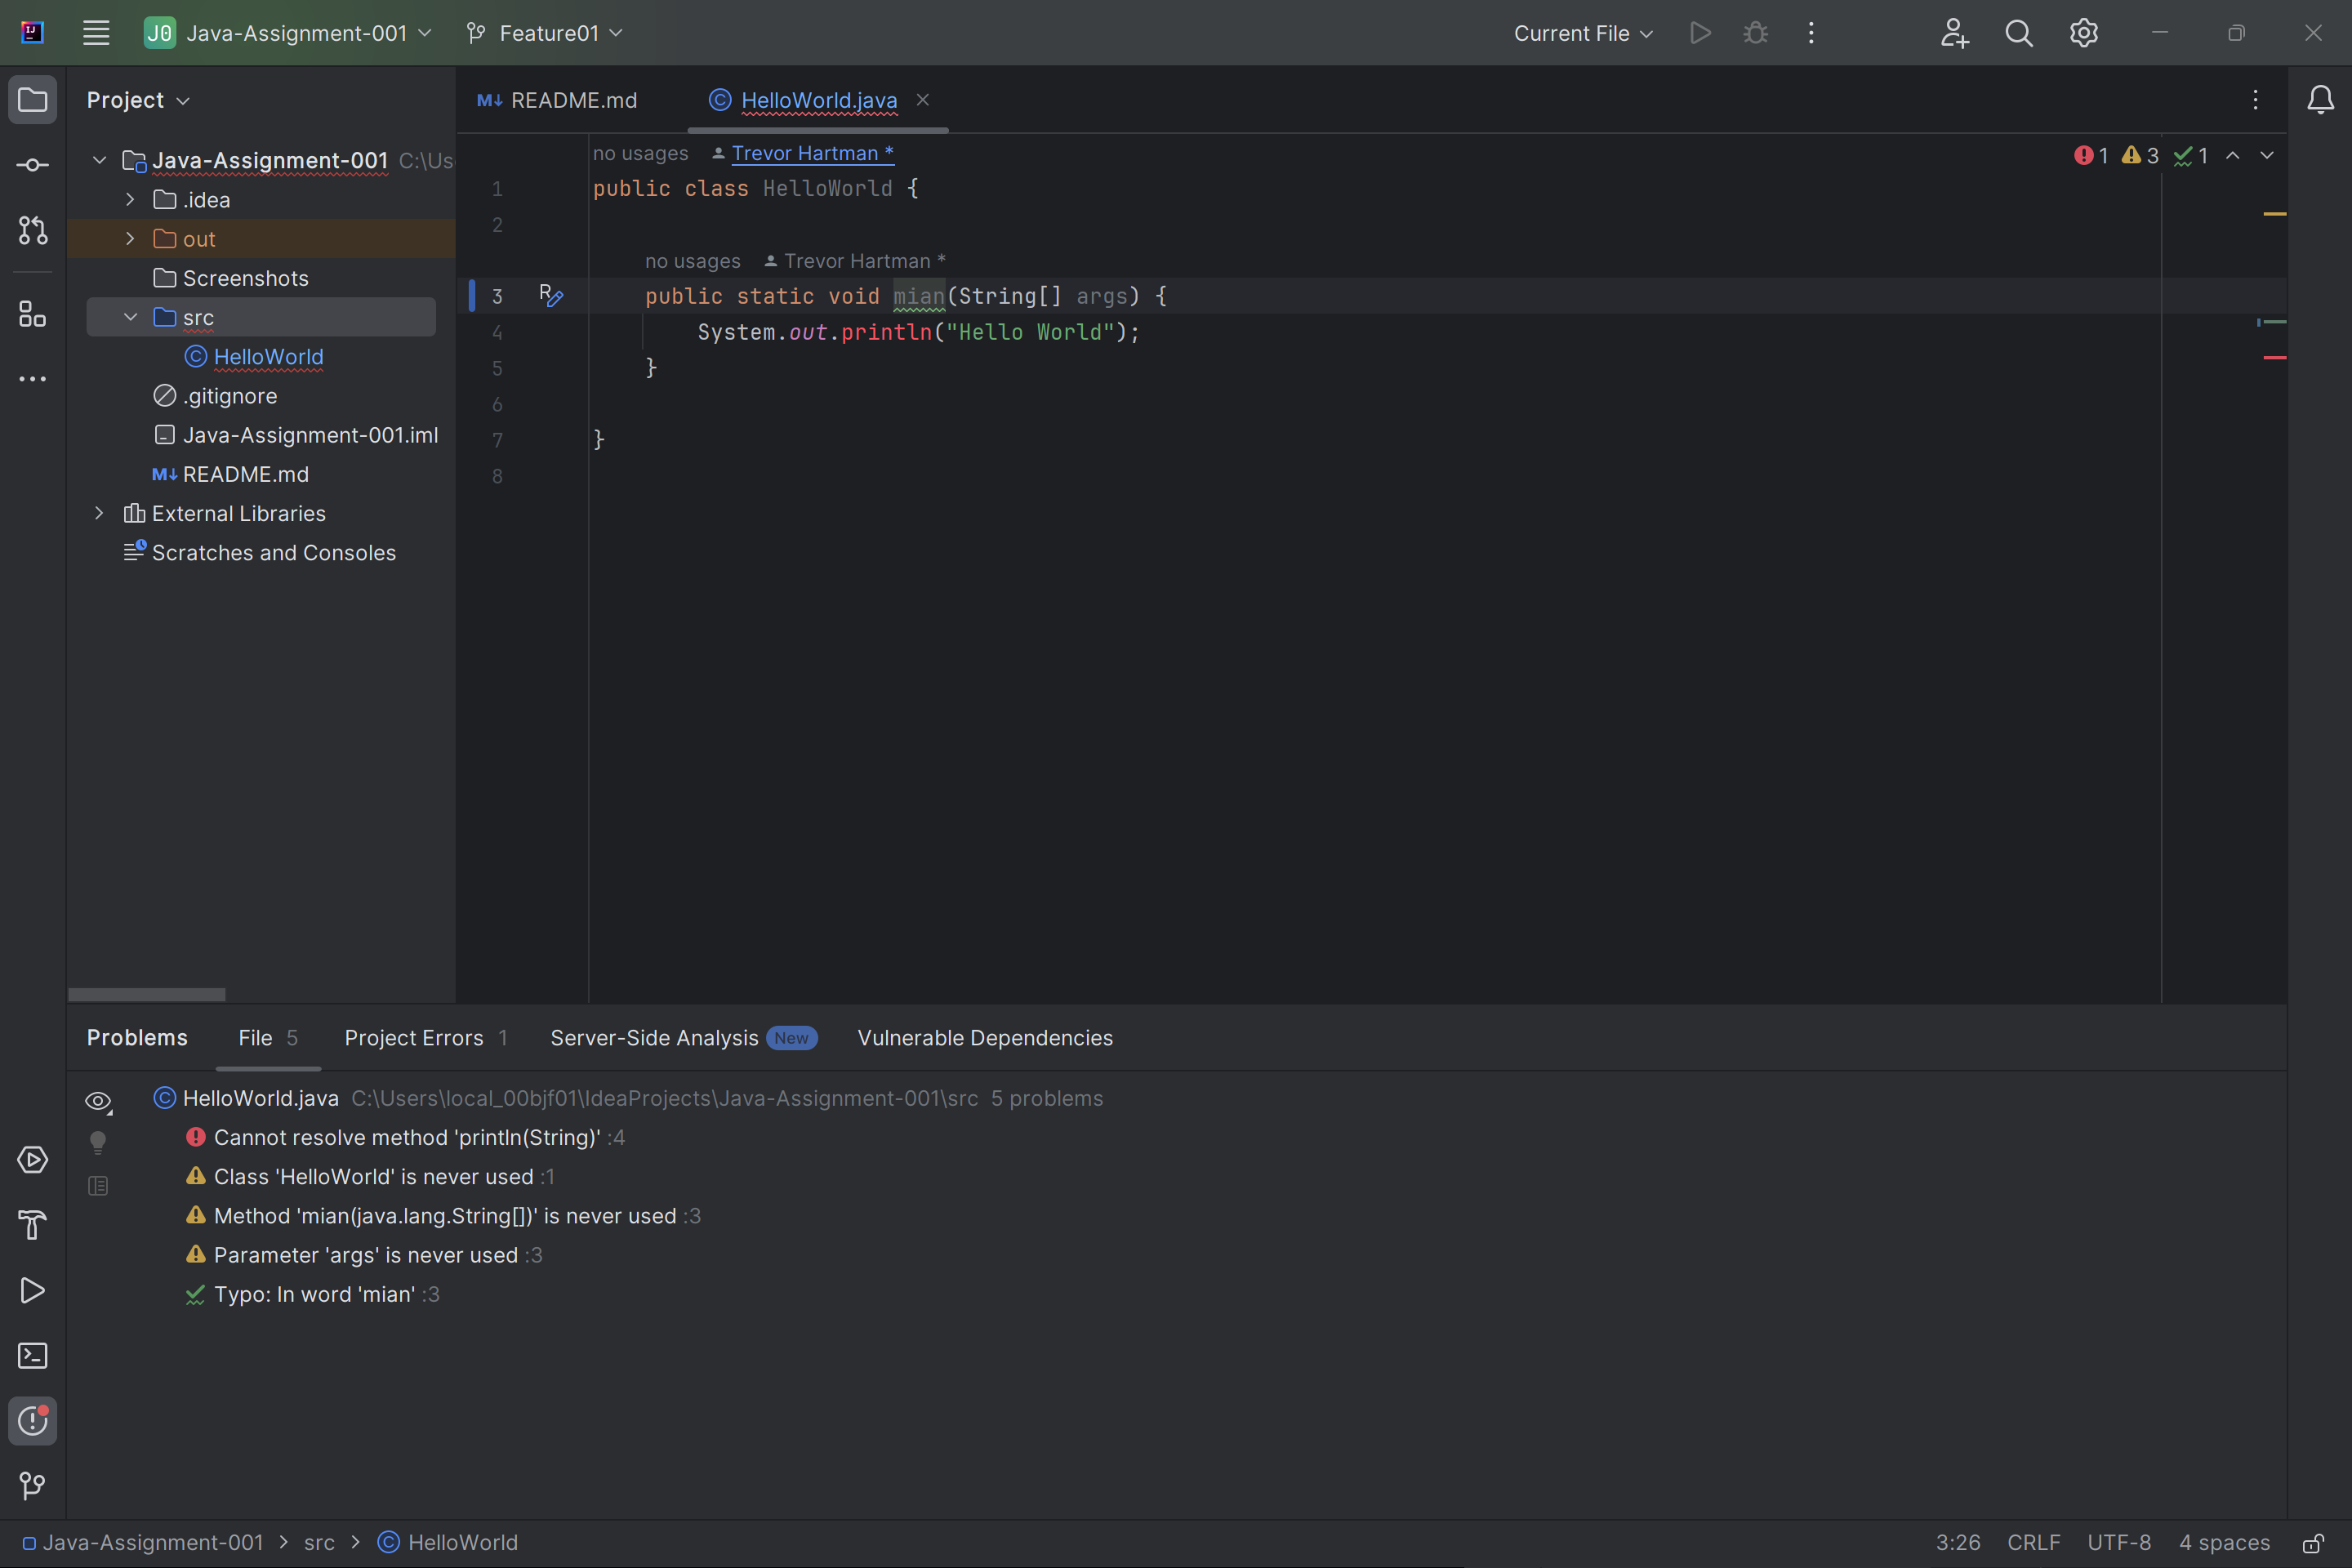 J0 Java-Assignment-001 Feature01 Current File
Project
README.md
HelloWorld.java
Java-Assignment-001 C:\Us
.idea
out
Screenshots
src
HelloWorld
.gitignore
Java-Assignment-001.iml
M↓ README.md
External Libraries
Scratches and Consoles
no usages Trevor Hartman *
1 3 1
1 public class HelloWorld {
2
no usages Trevor Hartman *
3 public static void mian(String[] args) {
4 System.out.println("Hello World");
5 }
6
7 }
8
Problems File 5 Project Errors 1 Server-Side Analysis New Vulnerable Dependencies
HelloWorld.java C:\Users\local_00bjf01\IdeaProjects\Java-Assignment-001\src 5 problems
Cannot resolve method 'println(String)' :4
Class 'HelloWorld' is never used :1
Method 'mian(java.lang.String[])' is never used :3
Parameter 'args' is never used :3
Typo: In word 'mian' :3
Java-Assignment-001 > src > HelloWorld
3:26 CRLF UTF-8 4 spaces